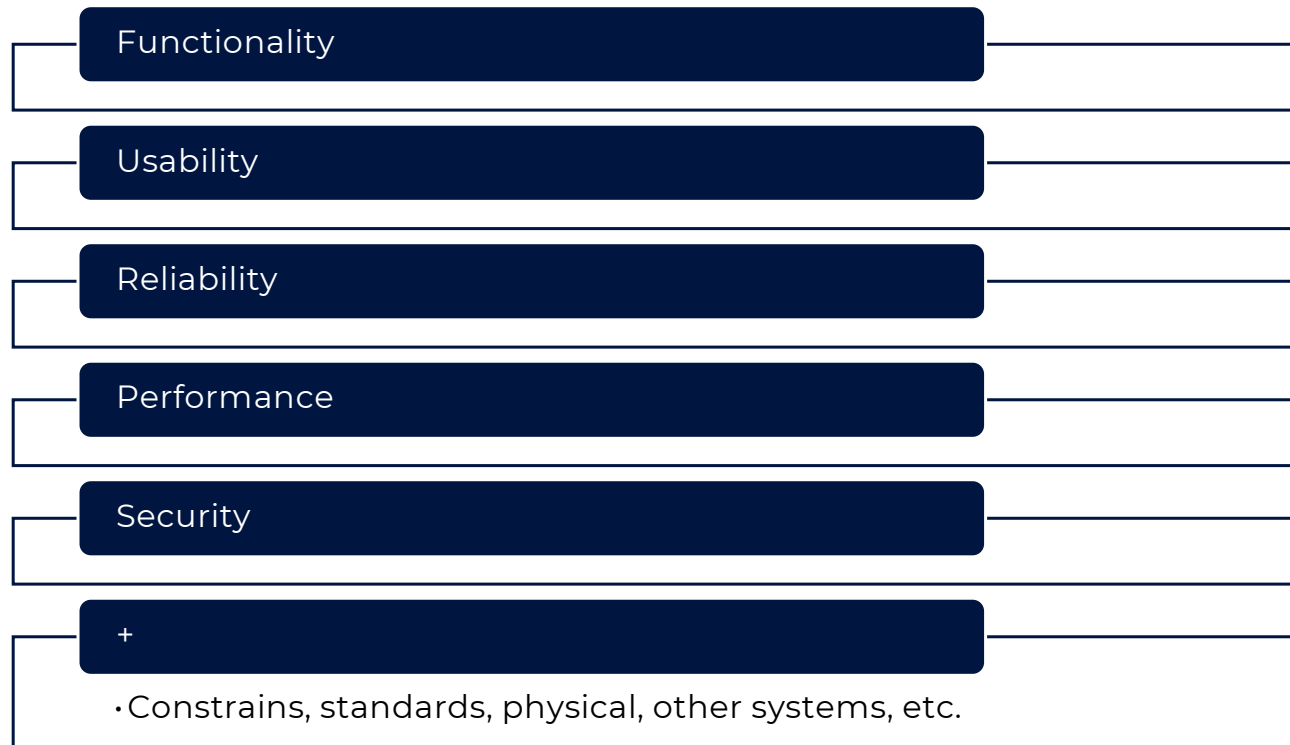 Functionality
Usability
Reliability
Performance
Security
+
• Constrains, standards, physical, other systems, etc.